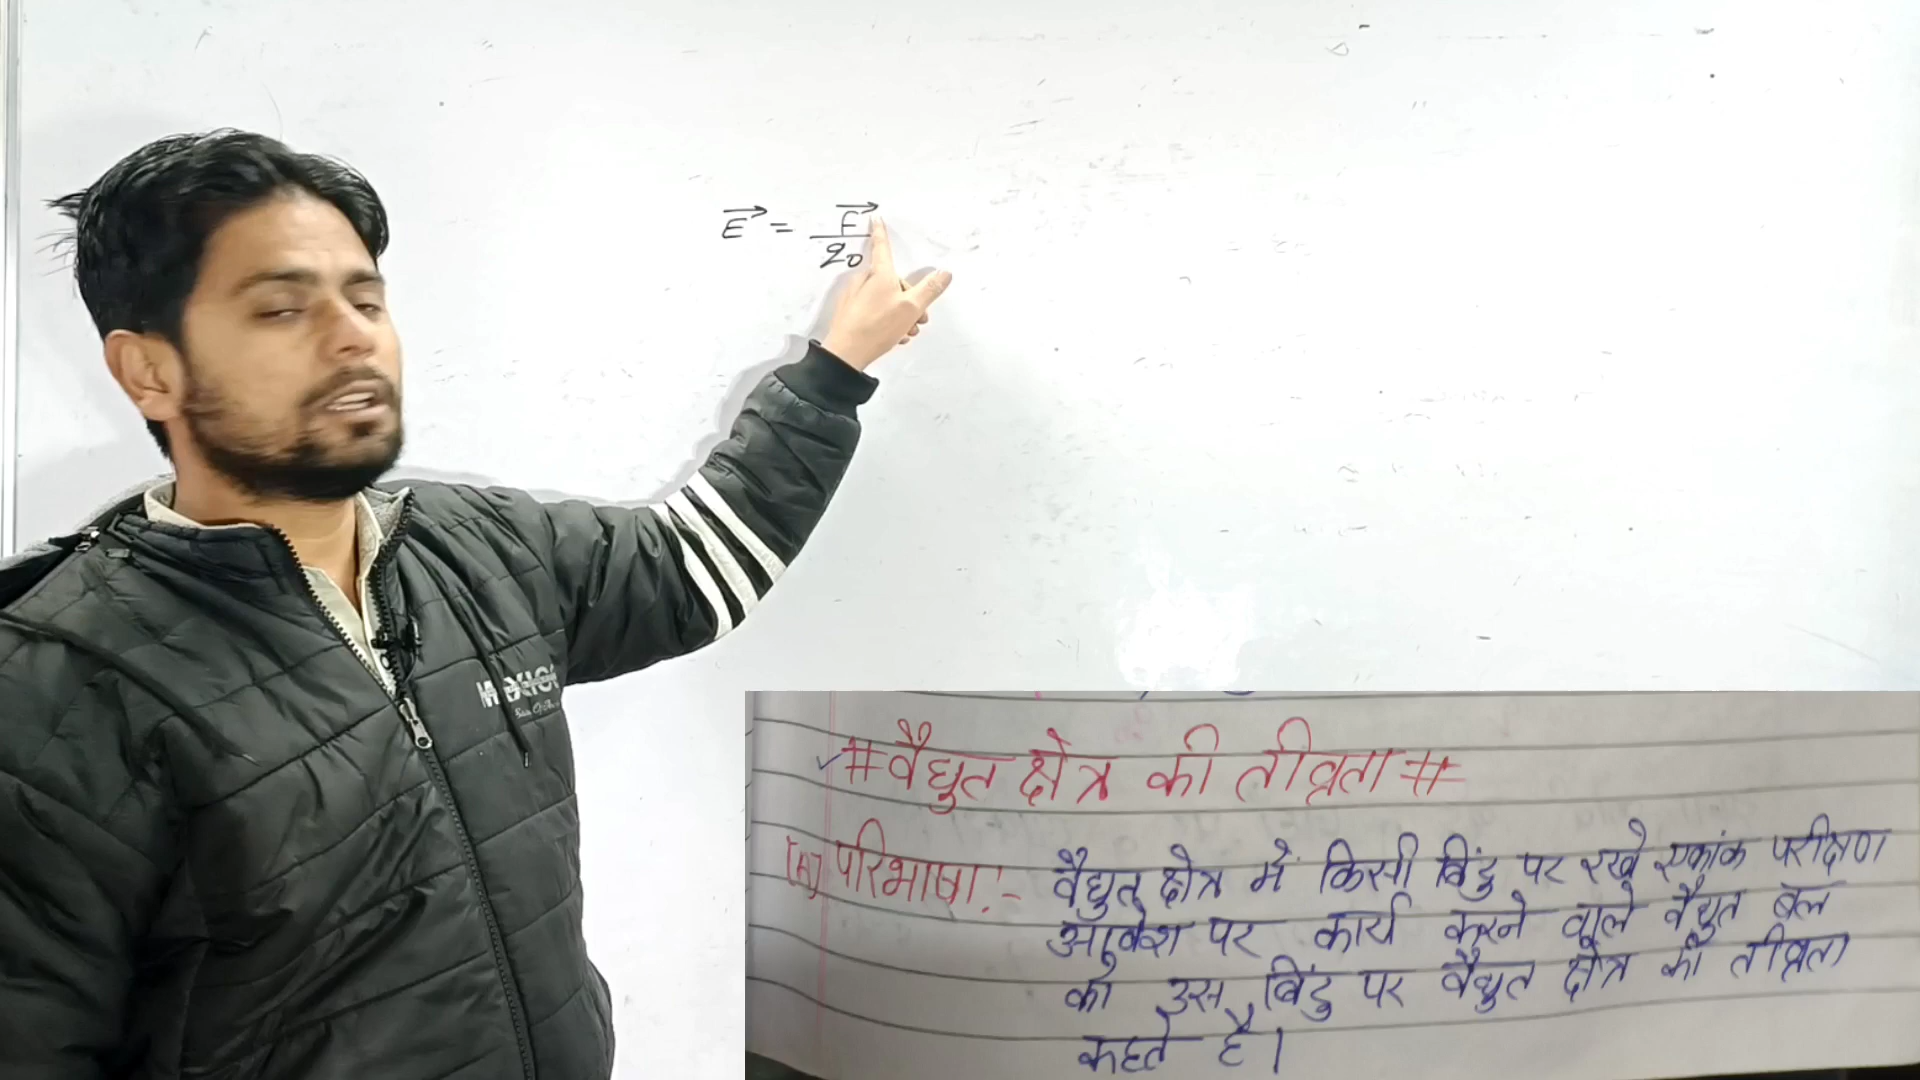 E⃗ = F⃗ / q₀
#वैद्युत क्षेत्र की तीव्रता#
(A) परिभाषा:- वैद्युत क्षेत्र में किसी बिंदु पर रखे एकांक परीक्षण
आवेश पर कार्य करने वाले वैद्युत बल
को उस बिंदु पर वैद्युत क्षेत्र की तीव्रता
कहते है।